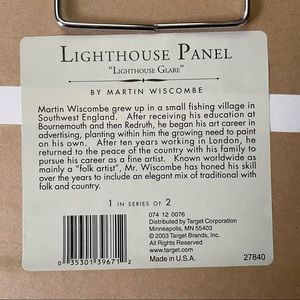 LIGHTHOUSE PANEL
"LIGHTHOUSE GLARE"
BY MARTIN WISCOMBE
Martin Wiscombe grew up in a small fishing village in
Southwest England. After receiving his education at
Bournemouth and then Redruth, he began his art career in
advertising, planting within him the growing need to paint
on his own. After ten years working in London, he
returned to the peace of the country with his family to
pursue his career as a fine artist. Known worldwide as
mainly a "folk artist", Mr. Wiscombe has honed his skill
over the years to include an elegant mix of traditional with
folk and country.
1 IN SERIES OF 2
074 12 0076
Distributed by Target Corporation
Minneapolis, MN 55403
© 2003 Target Brands, Inc.
All Rights Reserved
www.target.com
Made in U.S.A.
27840
0 35301 39671 2